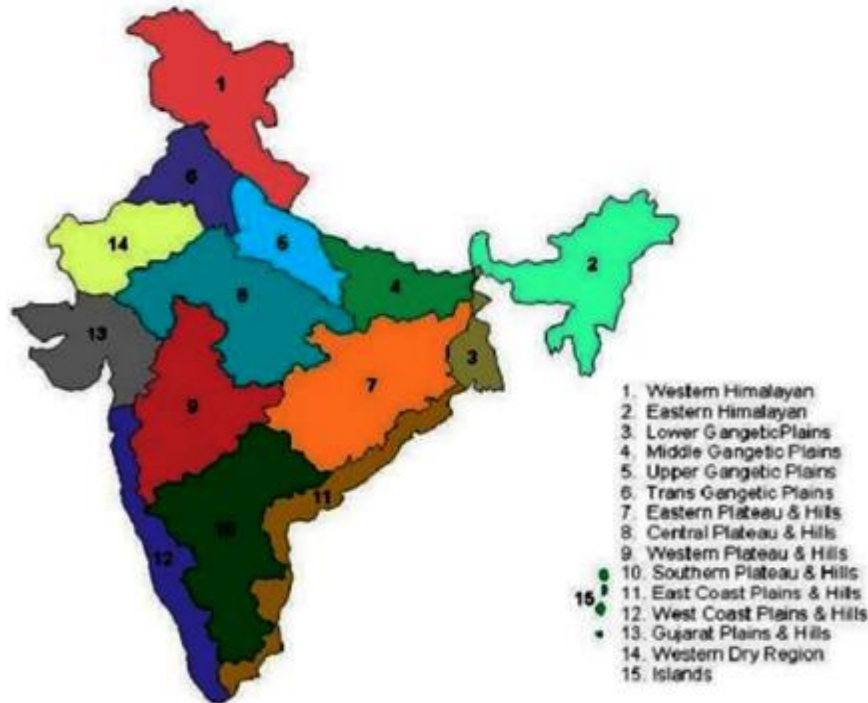 1
6
14
5
2
4
8
13
3
7
9
11
10
12
15
1. Western Himalayan
2. Eastern Himalayan
3. Lower GangeticPlains
4. Middle Gangetic Plains
5. Upper Gangetic Plains
6. Trans Gangetic Plains
7. Eastern Plateau & Hills
8. Central Plateau & Hills
9. Western Plateau & Hills
10. Southern Plateau & Hills
11. East Coast Plains & Hills
12. West Coast Plains & Hills
13. Gujarat Plains & Hills
14. Western Dry Region
15. Islands